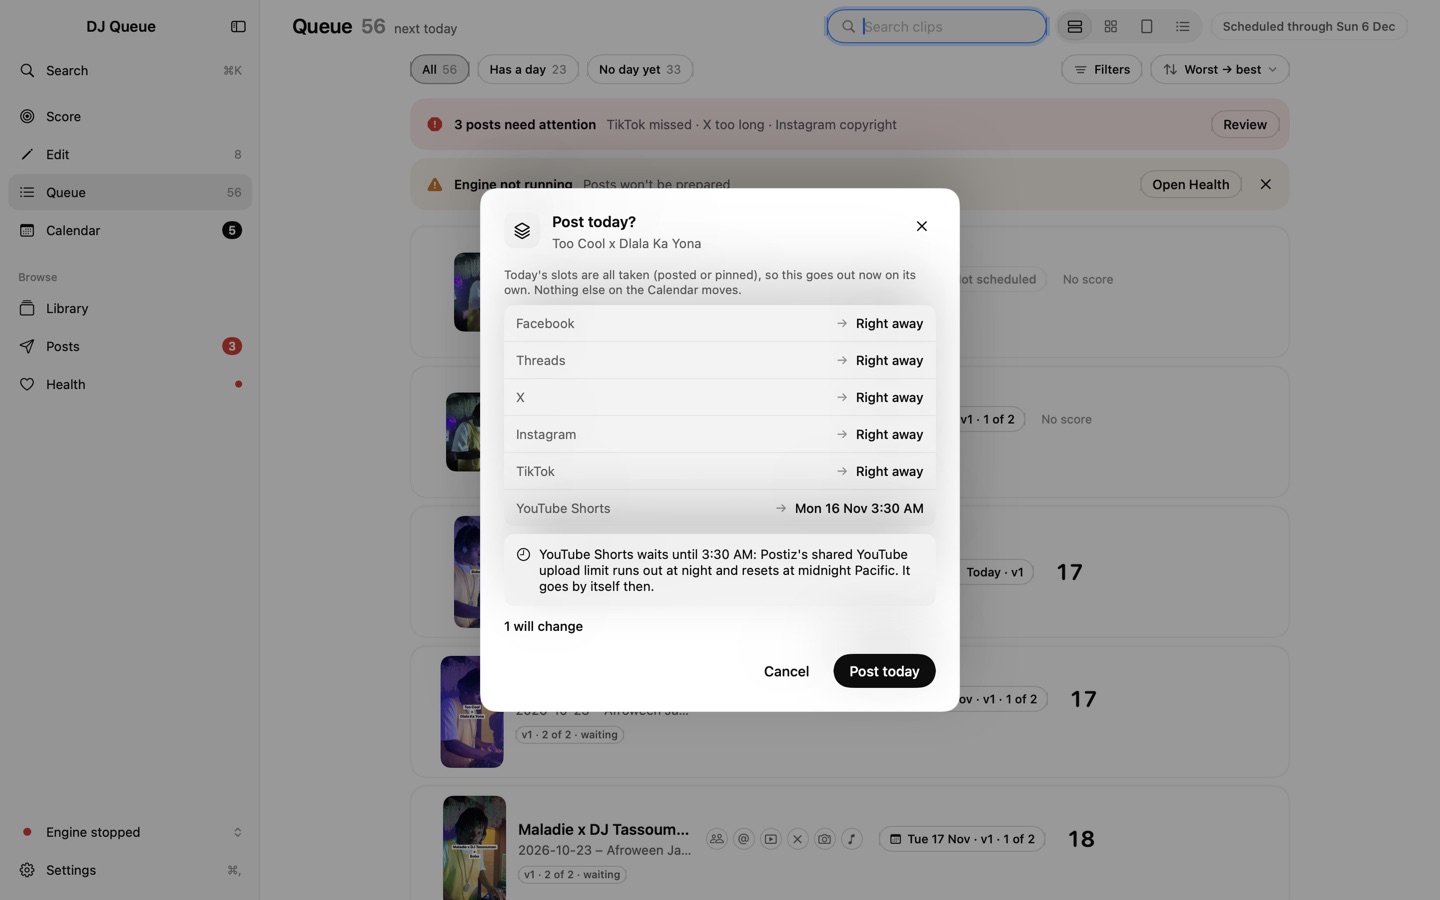 DJ Queue
Search ⌘K
Score
Edit 8
Queue 56
Calendar 5
Browse
Library
Posts 3
Health
Engine stopped
Settings ⌘,
Queue 56 next today
Search clips
Scheduled through Sun 6 Dec
All 56
Has a day 23
No day yet 33
Filters
Worst → best
3 posts need attention TikTok missed · X too long · Instagram copyright
Review
Engine not running Posts won't be prepared
Open Health
Post today?
Too Cool x Dlala Ka Yona
Today's slots are all taken (posted or pinned), so this goes out now on its
own. Nothing else on the Calendar moves.
Facebook → Right away
Threads → Right away
X → Right away
Instagram → Right away
TikTok → Right away
YouTube Shorts → Mon 16 Nov 3:30 AM
YouTube Shorts waits until 3:30 AM: Postiz's shared YouTube
upload limit runs out at night and resets at midnight Pacific. It
goes by itself then.
1 will change
Cancel
Post today
scheduled
No score
v1 · 1 of 2
No score
Today · v1
17
v1 · 1 of 2
17
v1 · 2 of 2 · waiting
Maladie x DJ Tassoum...
2026-10-23 – Afroween Ja...
v1 · 2 of 2 · waiting
Tue 17 Nov · v1 · 1 of 2
18